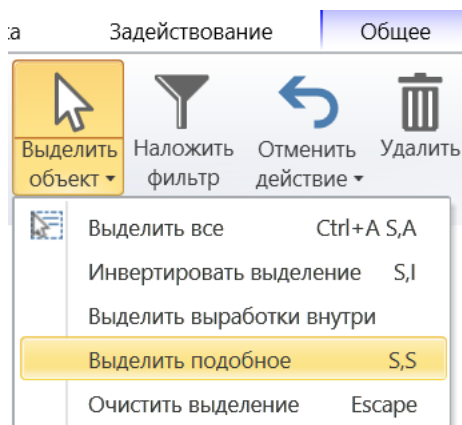 ка Задействование Общее
Выделить Наложить Отменить Удалить
объект фильтр действие
Выделить все Ctrl+A S,A
Инвертировать выделение S,I
Выделить выработки внутри
Выделить подобное S,S
Очистить выделение Escape